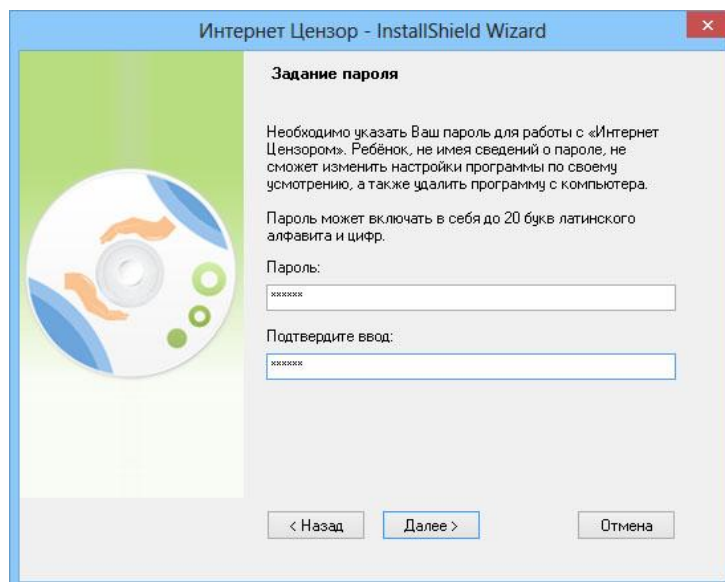 Интернет Цензор - InstallShield Wizard
Задание пароля
Необходимо указать Ваш пароль для работы с «Интернет
Цензором». Ребёнок, не имея сведений о пароле, не
сможет изменить настройки программы по своему
усмотрению, а также удалить программу с компьютера.
Пароль может включать в себя до 20 букв латинского
алфавита и цифр.
Пароль:
******
Подтвердите ввод:
******
< Назад
Далее >
Отмена